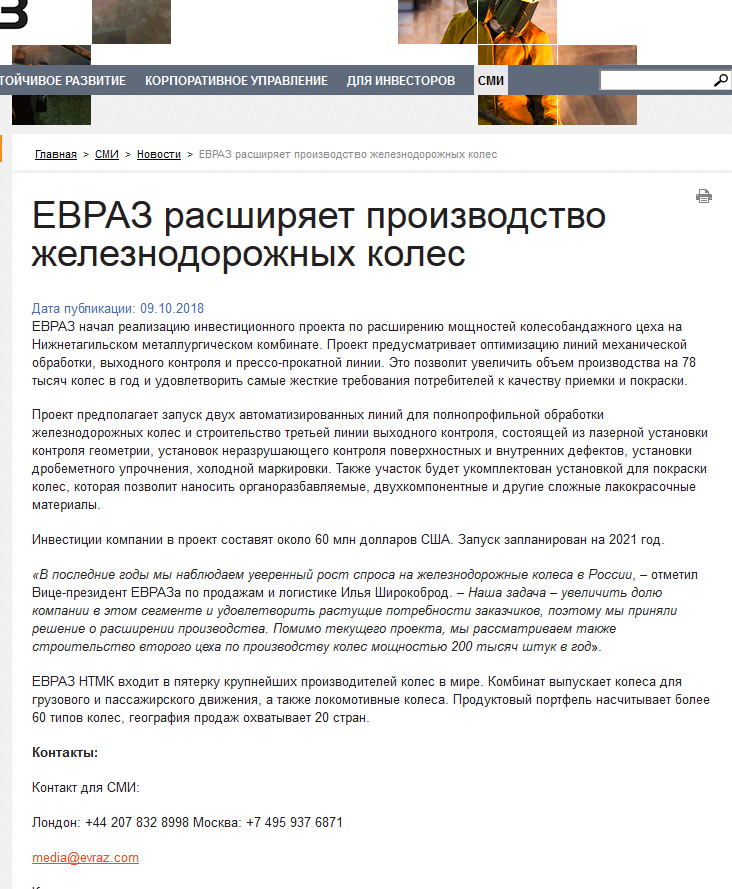 З
ТОЙЧИВОЕ РАЗВИТИЕ КОРПОРАТИВНОЕ УПРАВЛЕНИЕ ДЛЯ ИНВЕСТОРОВ СМИ
Главная > СМИ > Новости > ЕВРАЗ расширяет производство железнодорожных колес
ЕВРАЗ расширяет производство
железнодорожных колес
Дата публикации: 09.10.2018
ЕВРАЗ начал реализацию инвестиционного проекта по расширению мощностей колесобандажного цеха на
Нижнетагильском металлургическом комбинате. Проект предусматривает оптимизацию линий механической
обработки, выходного контроля и прессо-прокатной линии. Это позволит увеличить объем производства на 78
тысяч колес в год и удовлетворить самые жесткие требования потребителей к качеству приемки и покраски.
Проект предполагает запуск двух автоматизированных линий для полнопрофильной обработки
железнодорожных колес и строительство третьей линии выходного контроля, состоящей из лазерной установки
контроля геометрии, установок неразрушающего контроля поверхностных и внутренних дефектов, установки
дробеметного упрочнения, холодной маркировки. Также участок будет укомплектован установкой для покраски
колес, которая позволит наносить органоразбавляемые, двухкомпонентные и другие сложные лакокрасочные
материалы.
Инвестиции компании в проект составят около 60 млн долларов США. Запуск запланирован на 2021 год.
«В последние годы мы наблюдаем уверенный рост спроса на железнодорожные колеса в России, – отметил
Вице-президент ЕВРАЗа по продажам и логистике Илья Широкоброд. – Наша задача – увеличить долю
компании в этом сегменте и удовлетворить растущие потребности заказчиков, поэтому мы приняли
решение о расширении производства. Помимо текущего проекта, мы рассматриваем также
строительство второго цеха по производству колес мощностью 200 тысяч штук в год».
ЕВРАЗ НТМК входит в пятерку крупнейших производителей колес в мире. Комбинат выпускает колеса для
грузового и пассажирского движения, а также локомотивные колеса. Продуктовый портфель насчитывает более
60 типов колес, география продаж охватывает 20 стран.
Контакты:
Контакт для СМИ:
Лондон: +44 207 832 8998 Москва: +7 495 937 6871
media@evraz.com